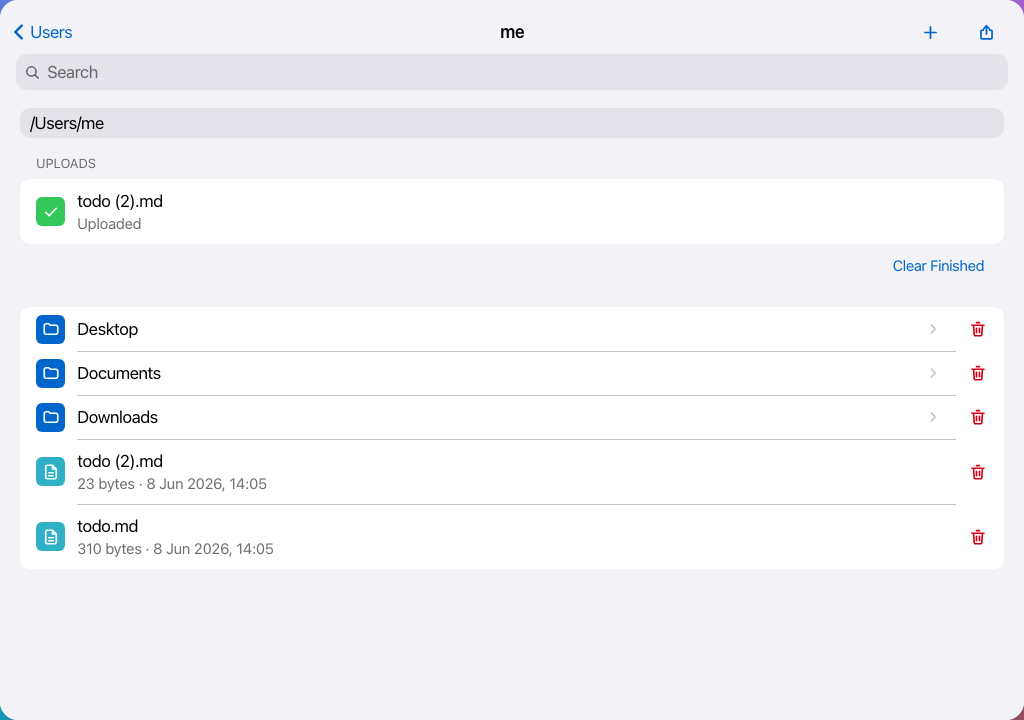 Users
me
Search
/Users/me
UPLOADS
todo (2).md
Uploaded
Clear Finished
Desktop
Documents
Downloads
todo (2).md
23 bytes · 8 Jun 2026, 14:05
todo.md
310 bytes · 8 Jun 2026, 14:05